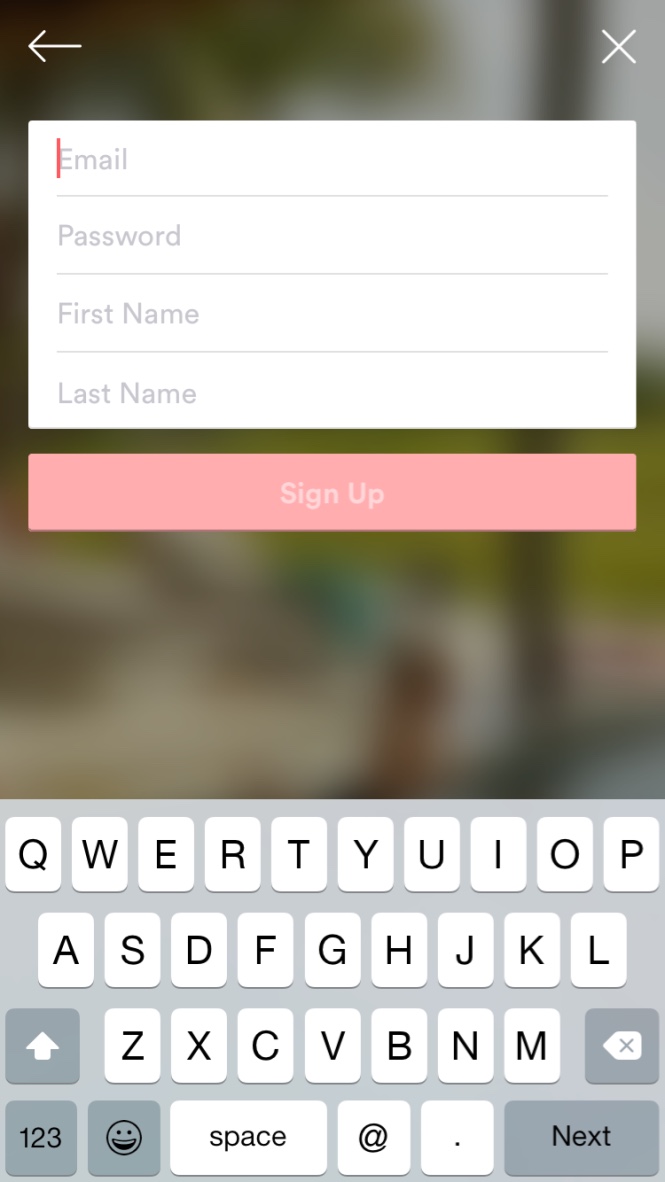 Email
Password
First Name
Last Name
Sign Up
Q W E R T Y U I O P
A S D F G H J K L
Z X C V B N M
123 space @ . Next